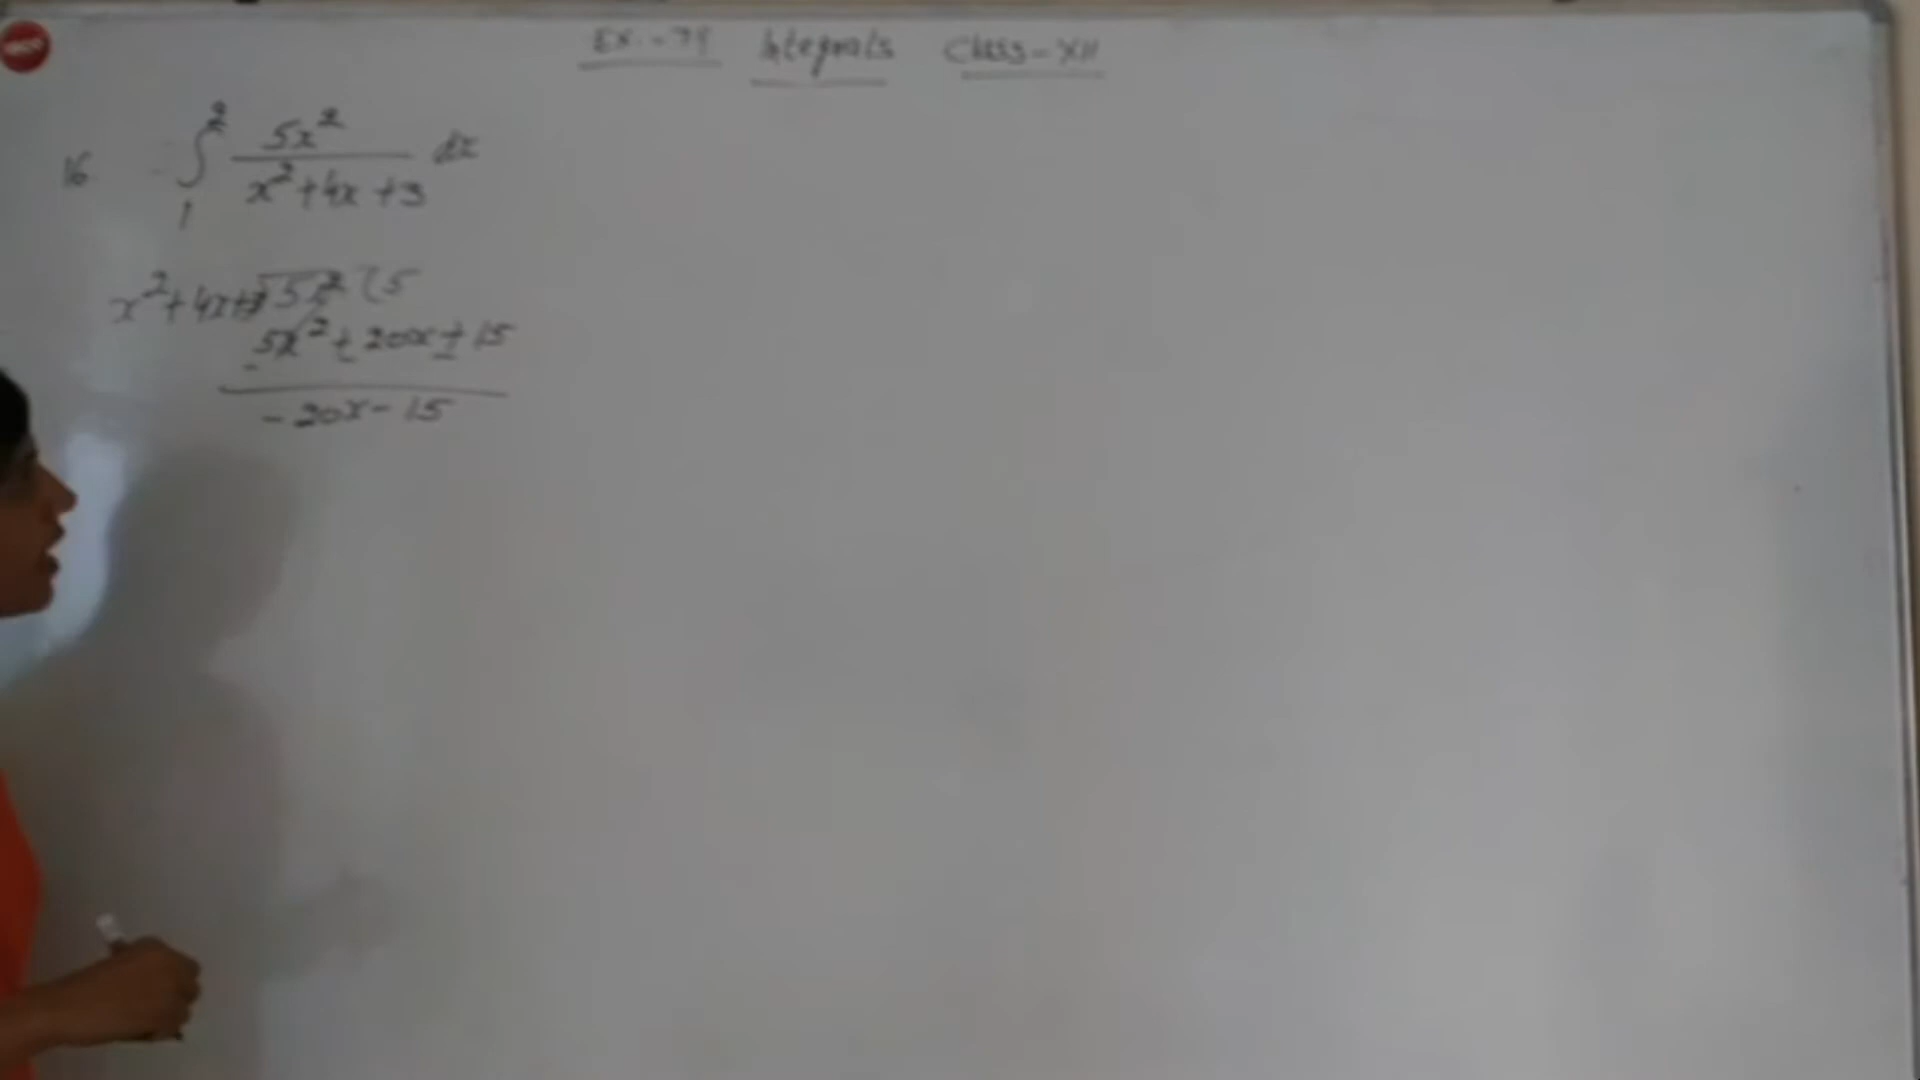 Ex.-7.9 Integrals Class-XII
16 ∫₁² 5x²/(x²+4x+3) dx
x²+4x+3)5x²(5
5x²+20x+15
- - -
-20x-15